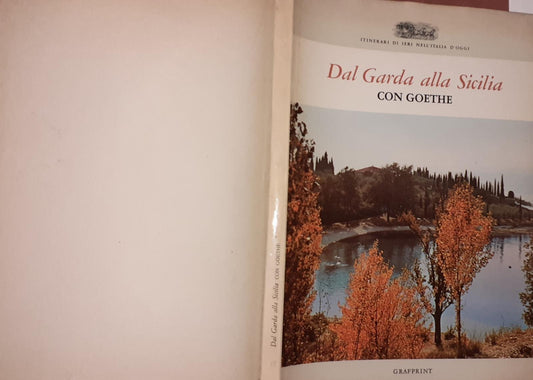 ITINERARI DI IERI NELL'ITALIA D'OGGI
Dal Garda alla Sicilia
CON GOETHE
GRAFPRINT
Dal Garda alla Sicilia CON GOETHE